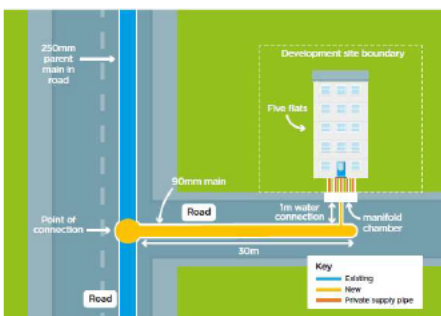 250mm
parent
main in
road
Development site boundary
Five flats
90mm main
Road
1m water
connection
manifold
chamber
Point of
connection
30m
Road
Key
Existing
New
Private supply pipe